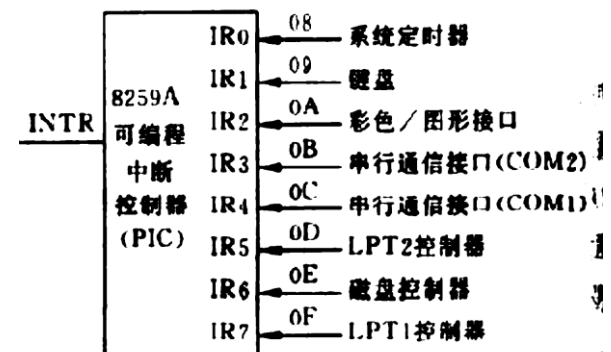 IR0 08 系统定时器
IR1 09 键盘
8259A
INTR
IR2 0A 彩色/图形接口
可编程
IR3 0B 串行通信接口(COM2)
中断
IR4 0C 串行通信接口(COM1)
控制器
(PIC)
IR5 0D LPT2控制器
IR6 0E 磁盘控制器
IR7 0F LPT1控制器